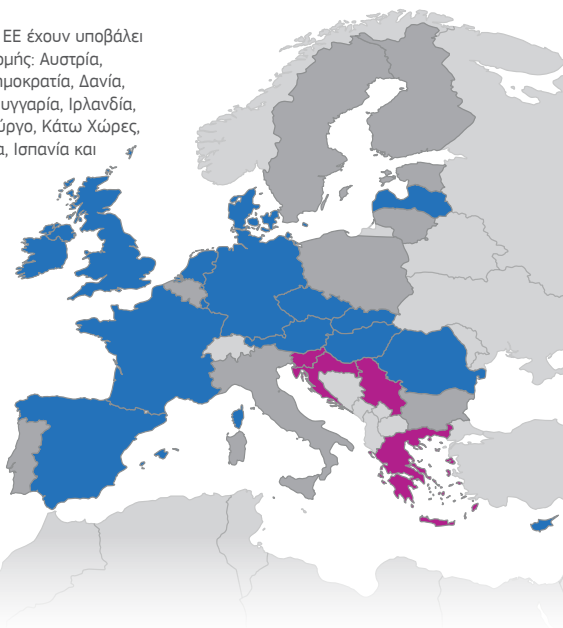 ΕΕ έχουν υποβάλει
ομής: Αυστρία,
ημοκρατία, Δανία,
υγγαρία, Ιρλανδία,
ύργο, Κάτω Χώρες,
α, Ισπανία και